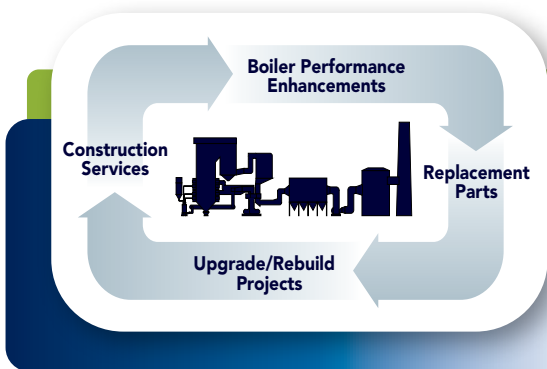 Boiler Performance
Enhancements
Construction
Services
Replacement
Parts
Upgrade/Rebuild
Projects